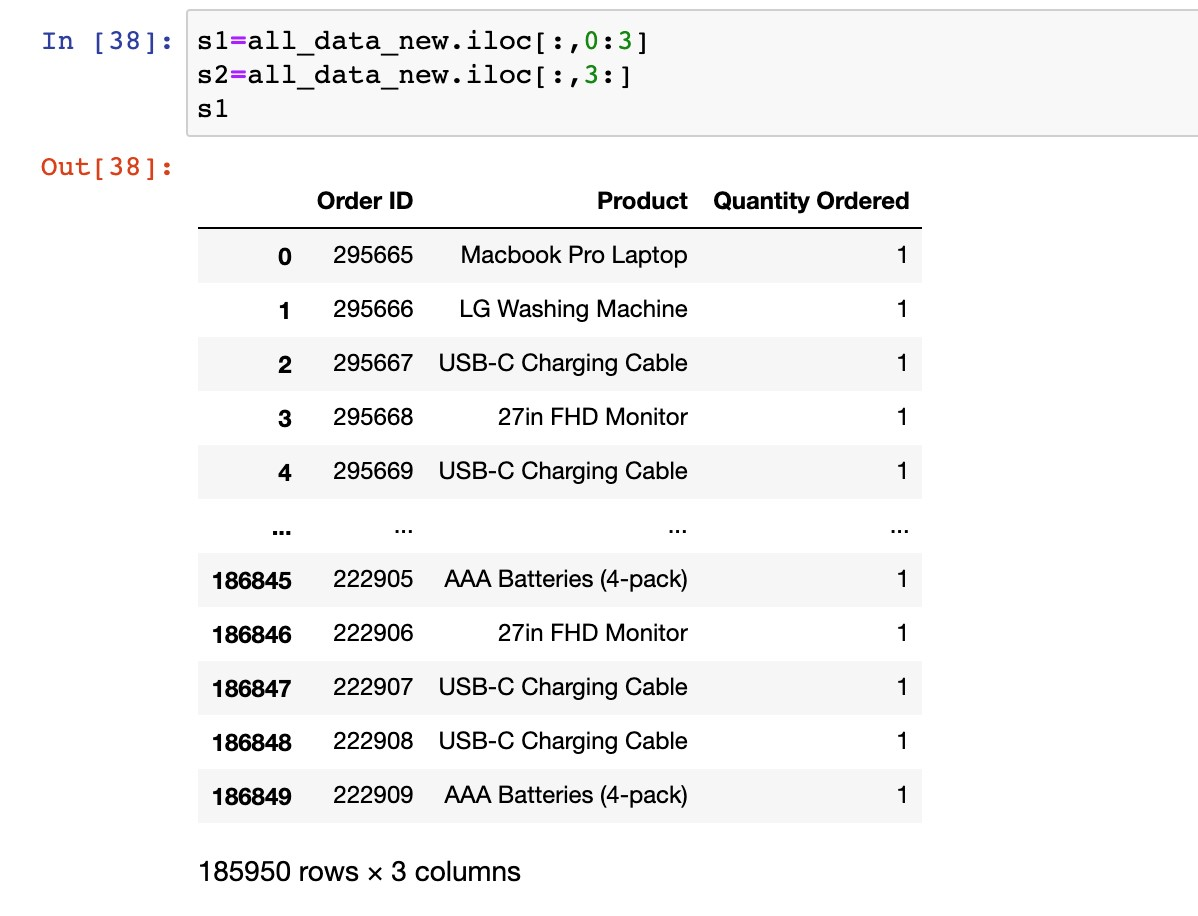 In [38]: s1=all_data_new.iloc[:,0:3]
s2=all_data_new.iloc[:,3:]
s1
Out[38]:
Order ID Product Quantity Ordered
0 295665 Macbook Pro Laptop 1
1 295666 LG Washing Machine 1
2 295667 USB-C Charging Cable 1
3 295668 27in FHD Monitor 1
4 295669 USB-C Charging Cable 1
... ... ... ...
186845 222905 AAA Batteries (4-pack) 1
186846 222906 27in FHD Monitor 1
186847 222907 USB-C Charging Cable 1
186848 222908 USB-C Charging Cable 1
186849 222909 AAA Batteries (4-pack) 1
185950 rows × 3 columns